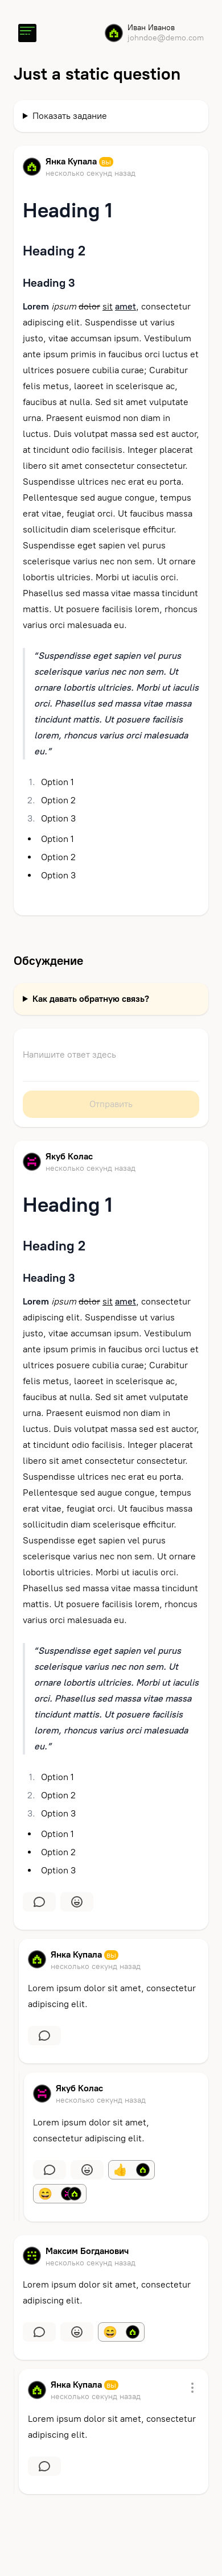 Иван Иванов
johndoe@demo.com
Just a static question
Показать задание
Янка Купала Вы
несколько секунд назад
Heading 1
Heading 2
Heading 3
Lorem ipsum dolor sit amet, consectetur
adipiscing elit. Suspendisse ut varius
justo, vitae accumsan ipsum. Vestibulum
ante ipsum primis in faucibus orci luctus et
ultrices posuere cubilia curae; Curabitur
felis metus, laoreet in scelerisque ac,
faucibus at nulla. Sed sit amet vulputate
urna. Praesent euismod non diam in
luctus. Duis volutpat massa sed est auctor,
at tincidunt odio facilisis. Integer placerat
libero sit amet consectetur consectetur.
Suspendisse ultrices nec erat eu porta.
Pellentesque sed augue congue, tempus
erat vitae, feugiat orci. Ut faucibus massa
sollicitudin diam scelerisque efficitur.
Suspendisse eget sapien vel purus
scelerisque varius nec non sem. Ut ornare
lobortis ultricies. Morbi ut iaculis orci.
Phasellus sed massa vitae massa tincidunt
mattis. Ut posuere facilisis lorem, rhoncus
varius orci malesuada eu.
“Suspendisse eget sapien vel purus
scelerisque varius nec non sem. Ut
ornare lobortis ultricies. Morbi ut iaculis
orci. Phasellus sed massa vitae massa
tincidunt mattis. Ut posuere facilisis
lorem, rhoncus varius orci malesuada
eu.”
1. Option 1
2. Option 2
3. Option 3
• Option 1
• Option 2
• Option 3
Обсуждение
Как давать обратную связь?
Напишите ответ здесь
Отправить
Якуб Колас
несколько секунд назад
Heading 1
Heading 2
Heading 3
Lorem ipsum dolor sit amet, consectetur
adipiscing elit. Suspendisse ut varius
justo, vitae accumsan ipsum. Vestibulum
ante ipsum primis in faucibus orci luctus et
ultrices posuere cubilia curae; Curabitur
felis metus, laoreet in scelerisque ac,
faucibus at nulla. Sed sit amet vulputate
urna. Praesent euismod non diam in
luctus. Duis volutpat massa sed est auctor,
at tincidunt odio facilisis. Integer placerat
libero sit amet consectetur consectetur.
Suspendisse ultrices nec erat eu porta.
Pellentesque sed augue congue, tempus
erat vitae, feugiat orci. Ut faucibus massa
sollicitudin diam scelerisque efficitur.
Suspendisse eget sapien vel purus
scelerisque varius nec non sem. Ut ornare
lobortis ultricies. Morbi ut iaculis orci.
Phasellus sed massa vitae massa tincidunt
mattis. Ut posuere facilisis lorem, rhoncus
varius orci malesuada eu.
“Suspendisse eget sapien vel purus
scelerisque varius nec non sem. Ut
ornare lobortis ultricies. Morbi ut iaculis
orci. Phasellus sed massa vitae massa
tincidunt mattis. Ut posuere facilisis
lorem, rhoncus varius orci malesuada
eu.”
1. Option 1
2. Option 2
3. Option 3
• Option 1
• Option 2
• Option 3
Янка Купала Вы
несколько секунд назад
Lorem ipsum dolor sit amet, consectetur
adipiscing elit.
Якуб Колас
несколько секунд назад
Lorem ipsum dolor sit amet,
consectetur adipiscing elit.
Максим Богданович
несколько секунд назад
Lorem ipsum dolor sit amet, consectetur
adipiscing elit.
Янка Купала Вы
несколько секунд назад
Lorem ipsum dolor sit amet, consectetur
adipiscing elit.